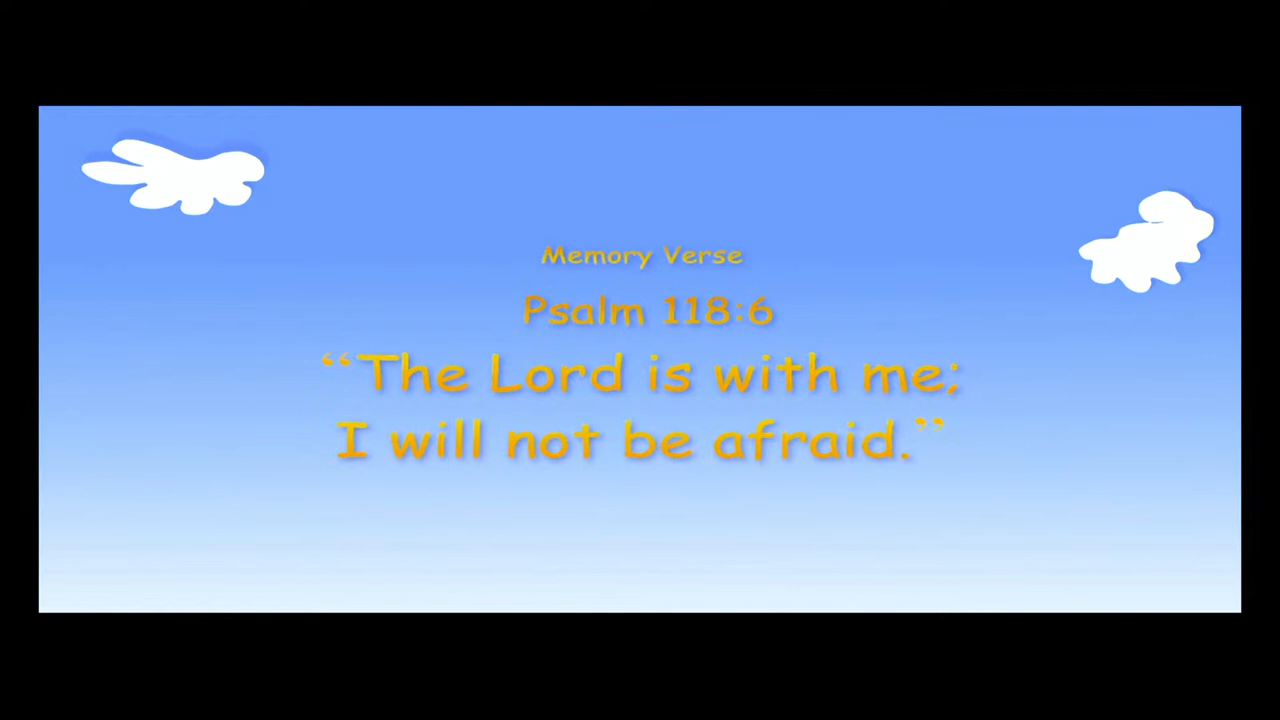 Memory Verse
Psalm 118:6
“The Lord is with me;
I will not be afraid.”